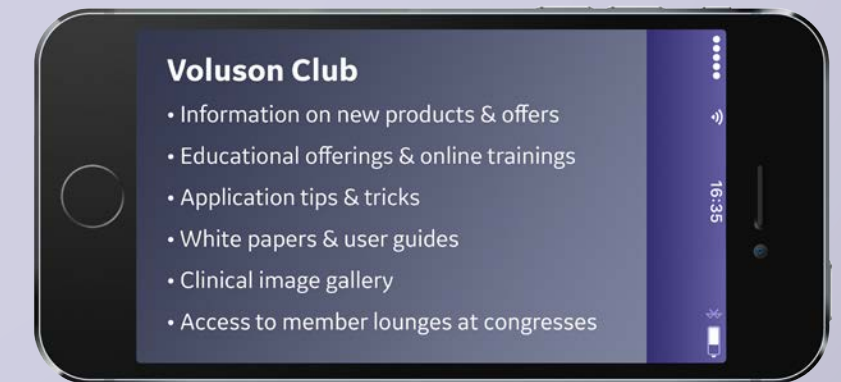 Voluson Club
• Information on new products & offers
• Educational offerings & online trainings
• Application tips & tricks
• White papers & user guides
• Clinical image gallery
• Access to member lounges at congresses
16:35